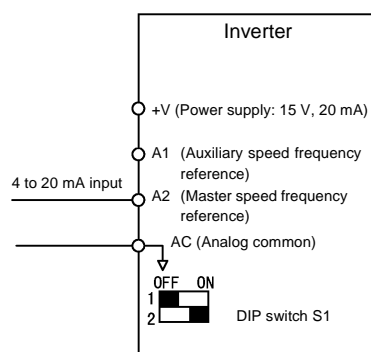 Inverter
+V (Power supply: 15 V, 20 mA)
A1 (Auxiliary speed frequency
reference)
4 to 20 mA input
A2 (Master speed frequency
reference)
AC (Analog common)
OFF ON
1
2
DIP switch S1